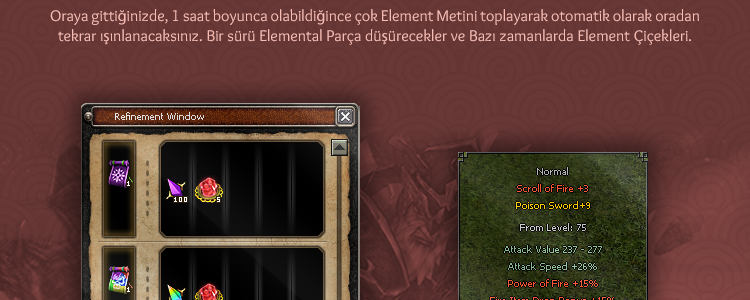 Oraya gittiğinizde, 1 saat boyunca olabildiğince çok Element Metini toplayarak otomatik olarak oradan
tekrar ışınlanacaksınız. Bir sürü Elemental Parça düşürecekler ve Bazı zamanlarda Element Çiçekleri.
Refinement Window
1
100
5
1
Normal
Scroll of Fire +3
Poison Sword+9
From Level: 75
Attack Value 237 - 277
Attack Speed +26%
Power of Fire +15%